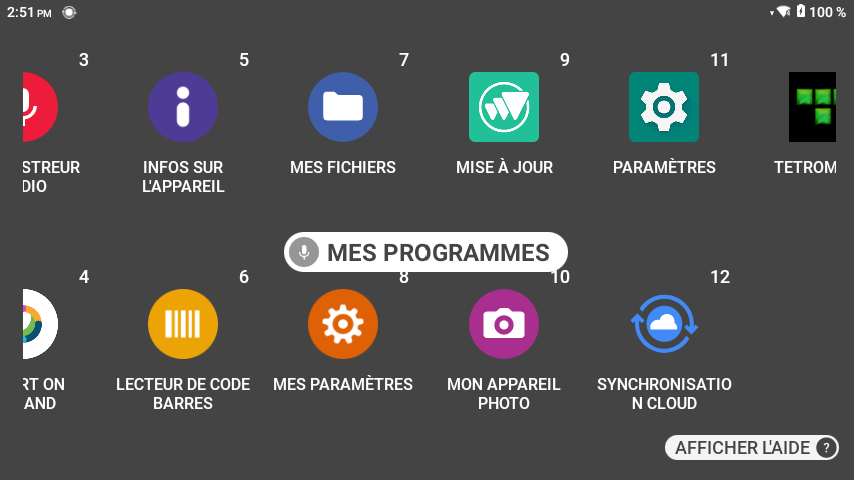 2:51 PM
100 %
3
5
7
9
11
STREUR
DIO
INFOS SUR
L'APPAREIL
MES FICHIERS
MISE À JOUR
PARAMÈTRES
TETROM
MES PROGRAMMES
4
6
8
10
12
RT ON
AND
LECTEUR DE CODE
BARRES
MES PARAMÈTRES
MON APPAREIL
PHOTO
SYNCHRONISATIO
N CLOUD
AFFICHER L'AIDE ?